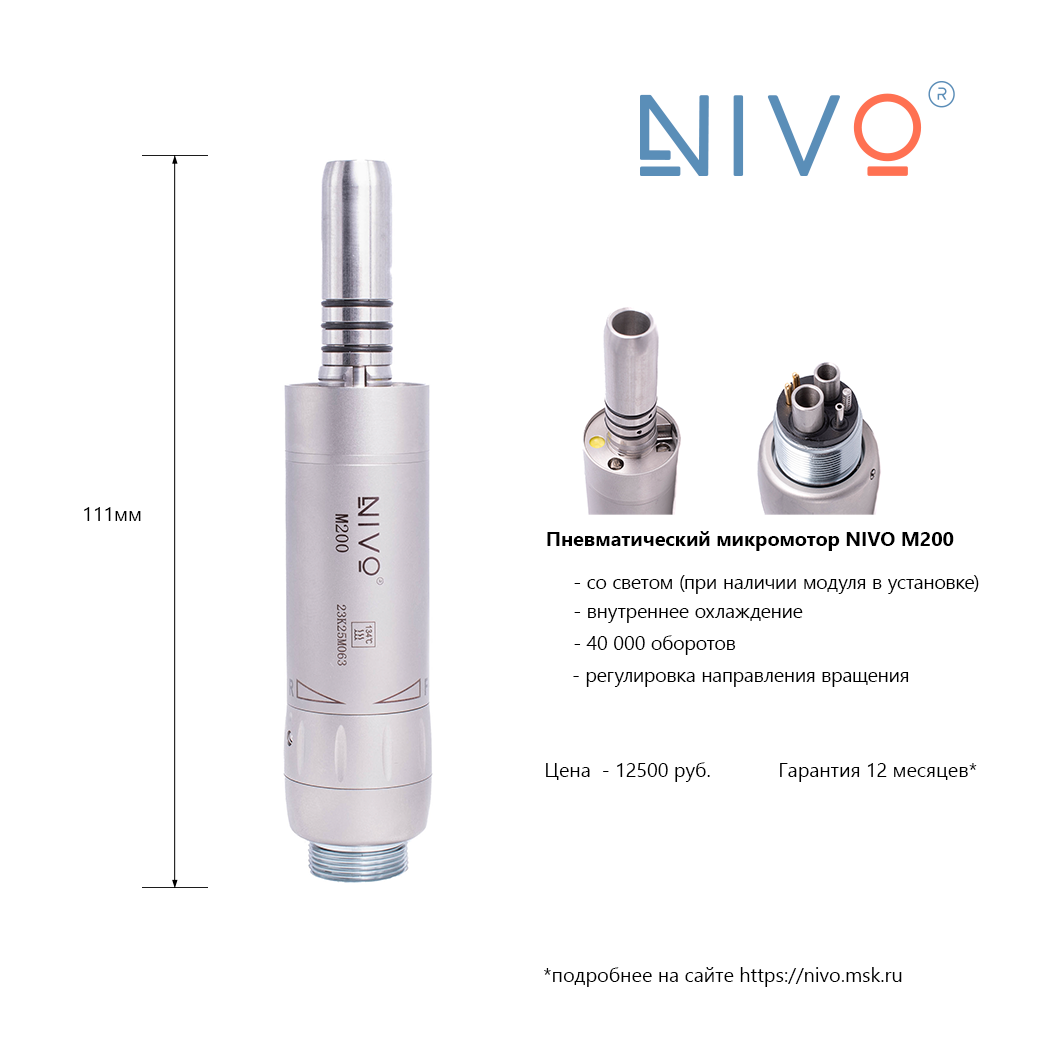 NIVO®
111мм
NIVO®
M200
134°C
23K25M063
R
F
Пневматический микромотор NIVO M200
- со светом (при наличии модуля в установке)
- внутреннее охлаждение
- 40 000 оборотов
- регулировка направления вращения
Цена - 12500 руб.
Гарантия 12 месяцев*
*подробнее на сайте https://nivo.msk.ru